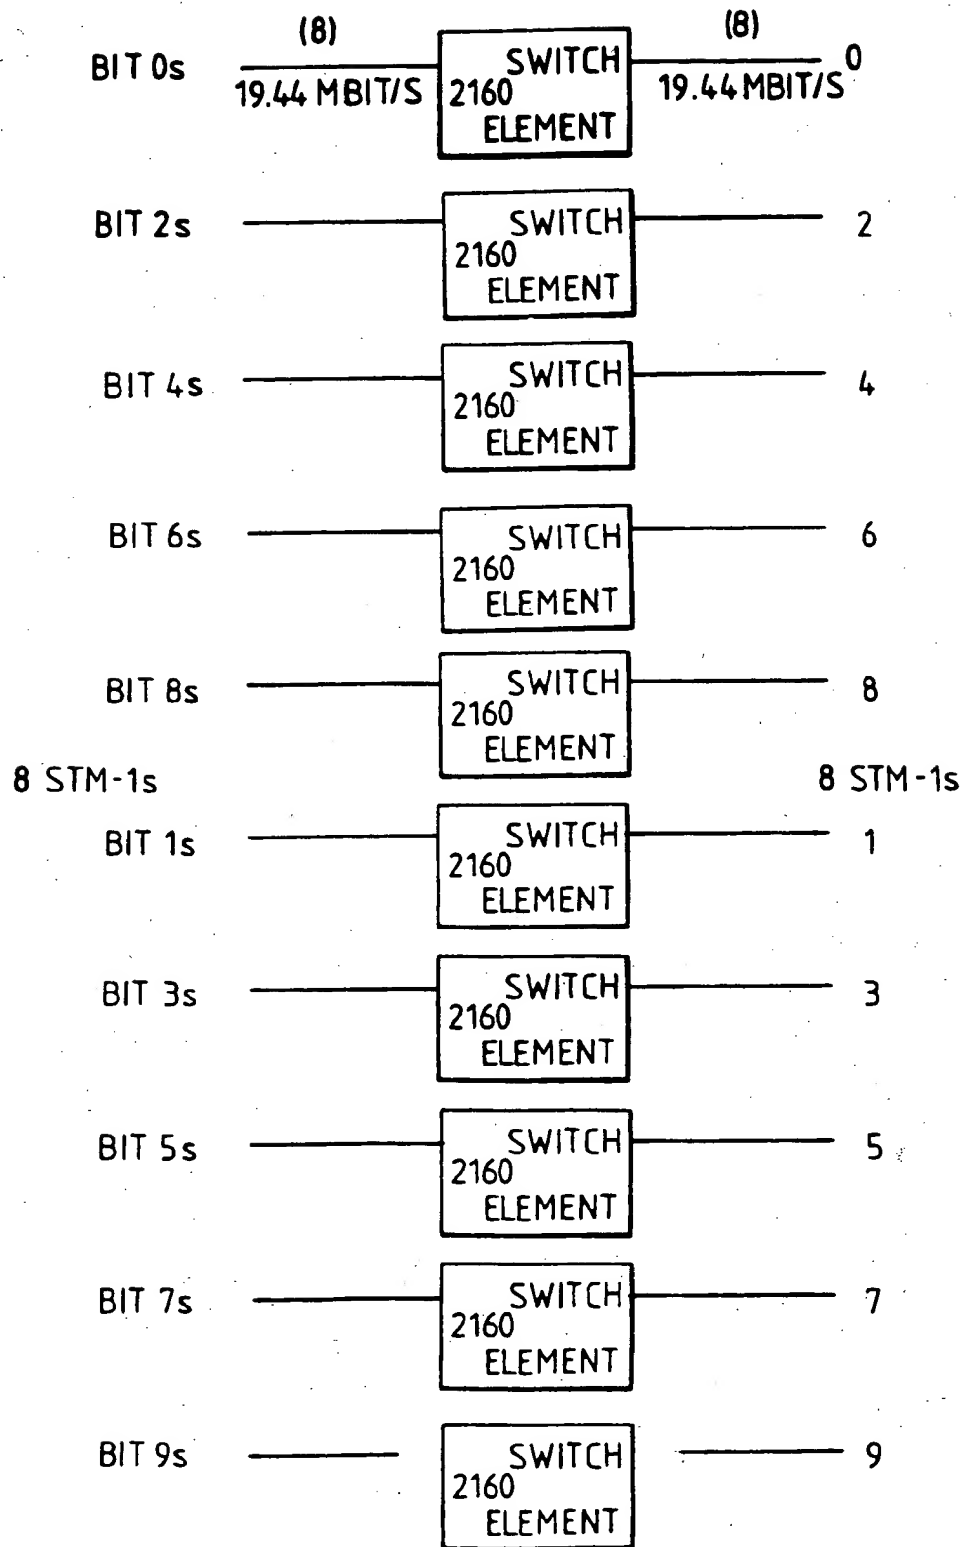 (8) (8)
BIT 0s SWITCH 0
19.44 MBIT/S 2160 19.44 MBIT/S
ELEMENT
BIT 2s SWITCH 2
2160
ELEMENT
BIT 4s SWITCH 4
2160
ELEMENT
BIT 6s SWITCH 6
2160
ELEMENT
BIT 8s SWITCH 8
2160
ELEMENT
8 STM-1s 8 STM-1s
BIT 1s SWITCH 1
2160
ELEMENT
BIT 3s SWITCH 3
2160
ELEMENT
BIT 5s SWITCH 5
2160
ELEMENT
BIT 7s SWITCH 7
2160
ELEMENT
BIT 9s SWITCH 9
2160
ELEMENT